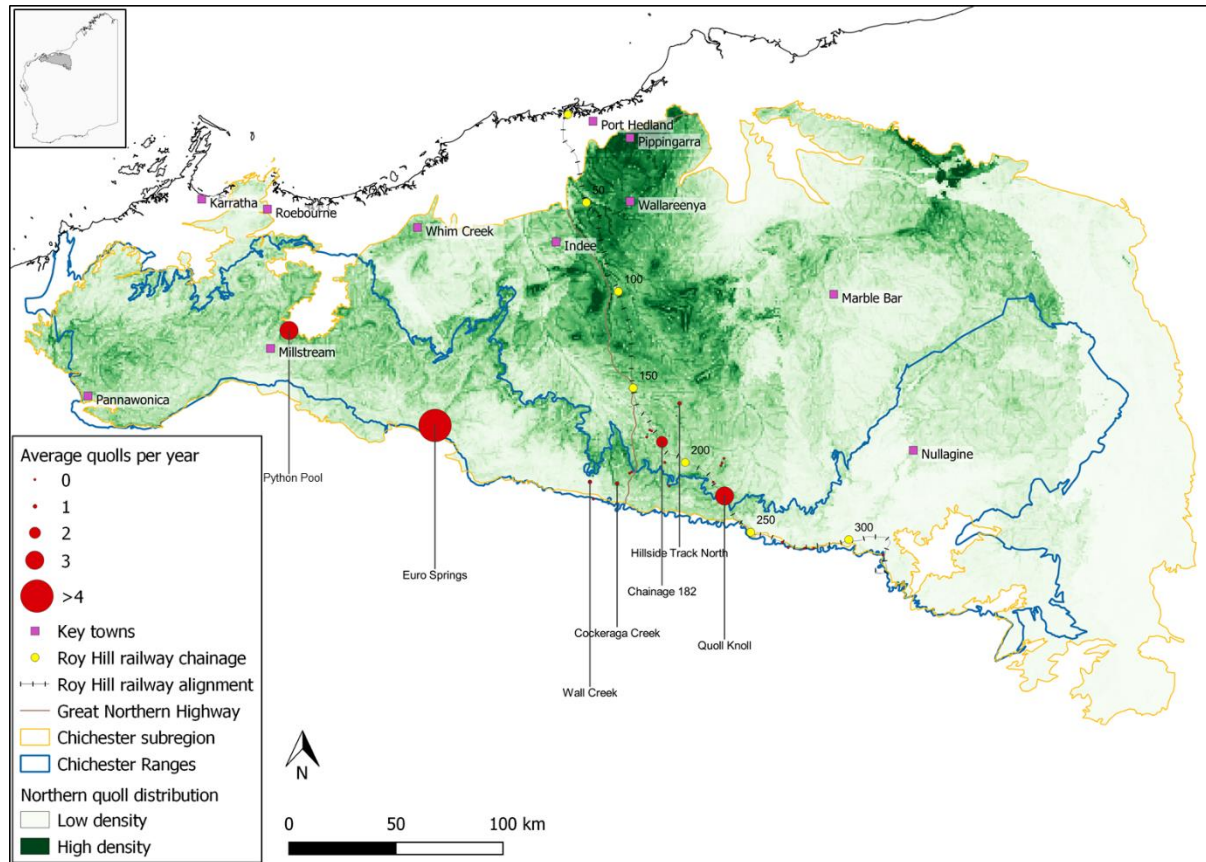 Port Hedland
Pippingarra
Karratha
Roebourne
50
Wallareenya
Whim Creek
Indee
100
Marble Bar
Millstream
150
Pannawonica
Nullagine
200
Average quolls per year
0
1
2
3
>4
Python Pool
250
300
Hillside Track North
Euro Springs
Chainage 182
Cockeraga Creek
Quoll Knoll
Wall Creek
Key towns
Roy Hill railway chainage
Roy Hill railway alignment
Great Northern Highway
Chichester subregion
Chichester Ranges
Northern quoll distribution
Low density
High density
N
0
50
100 km